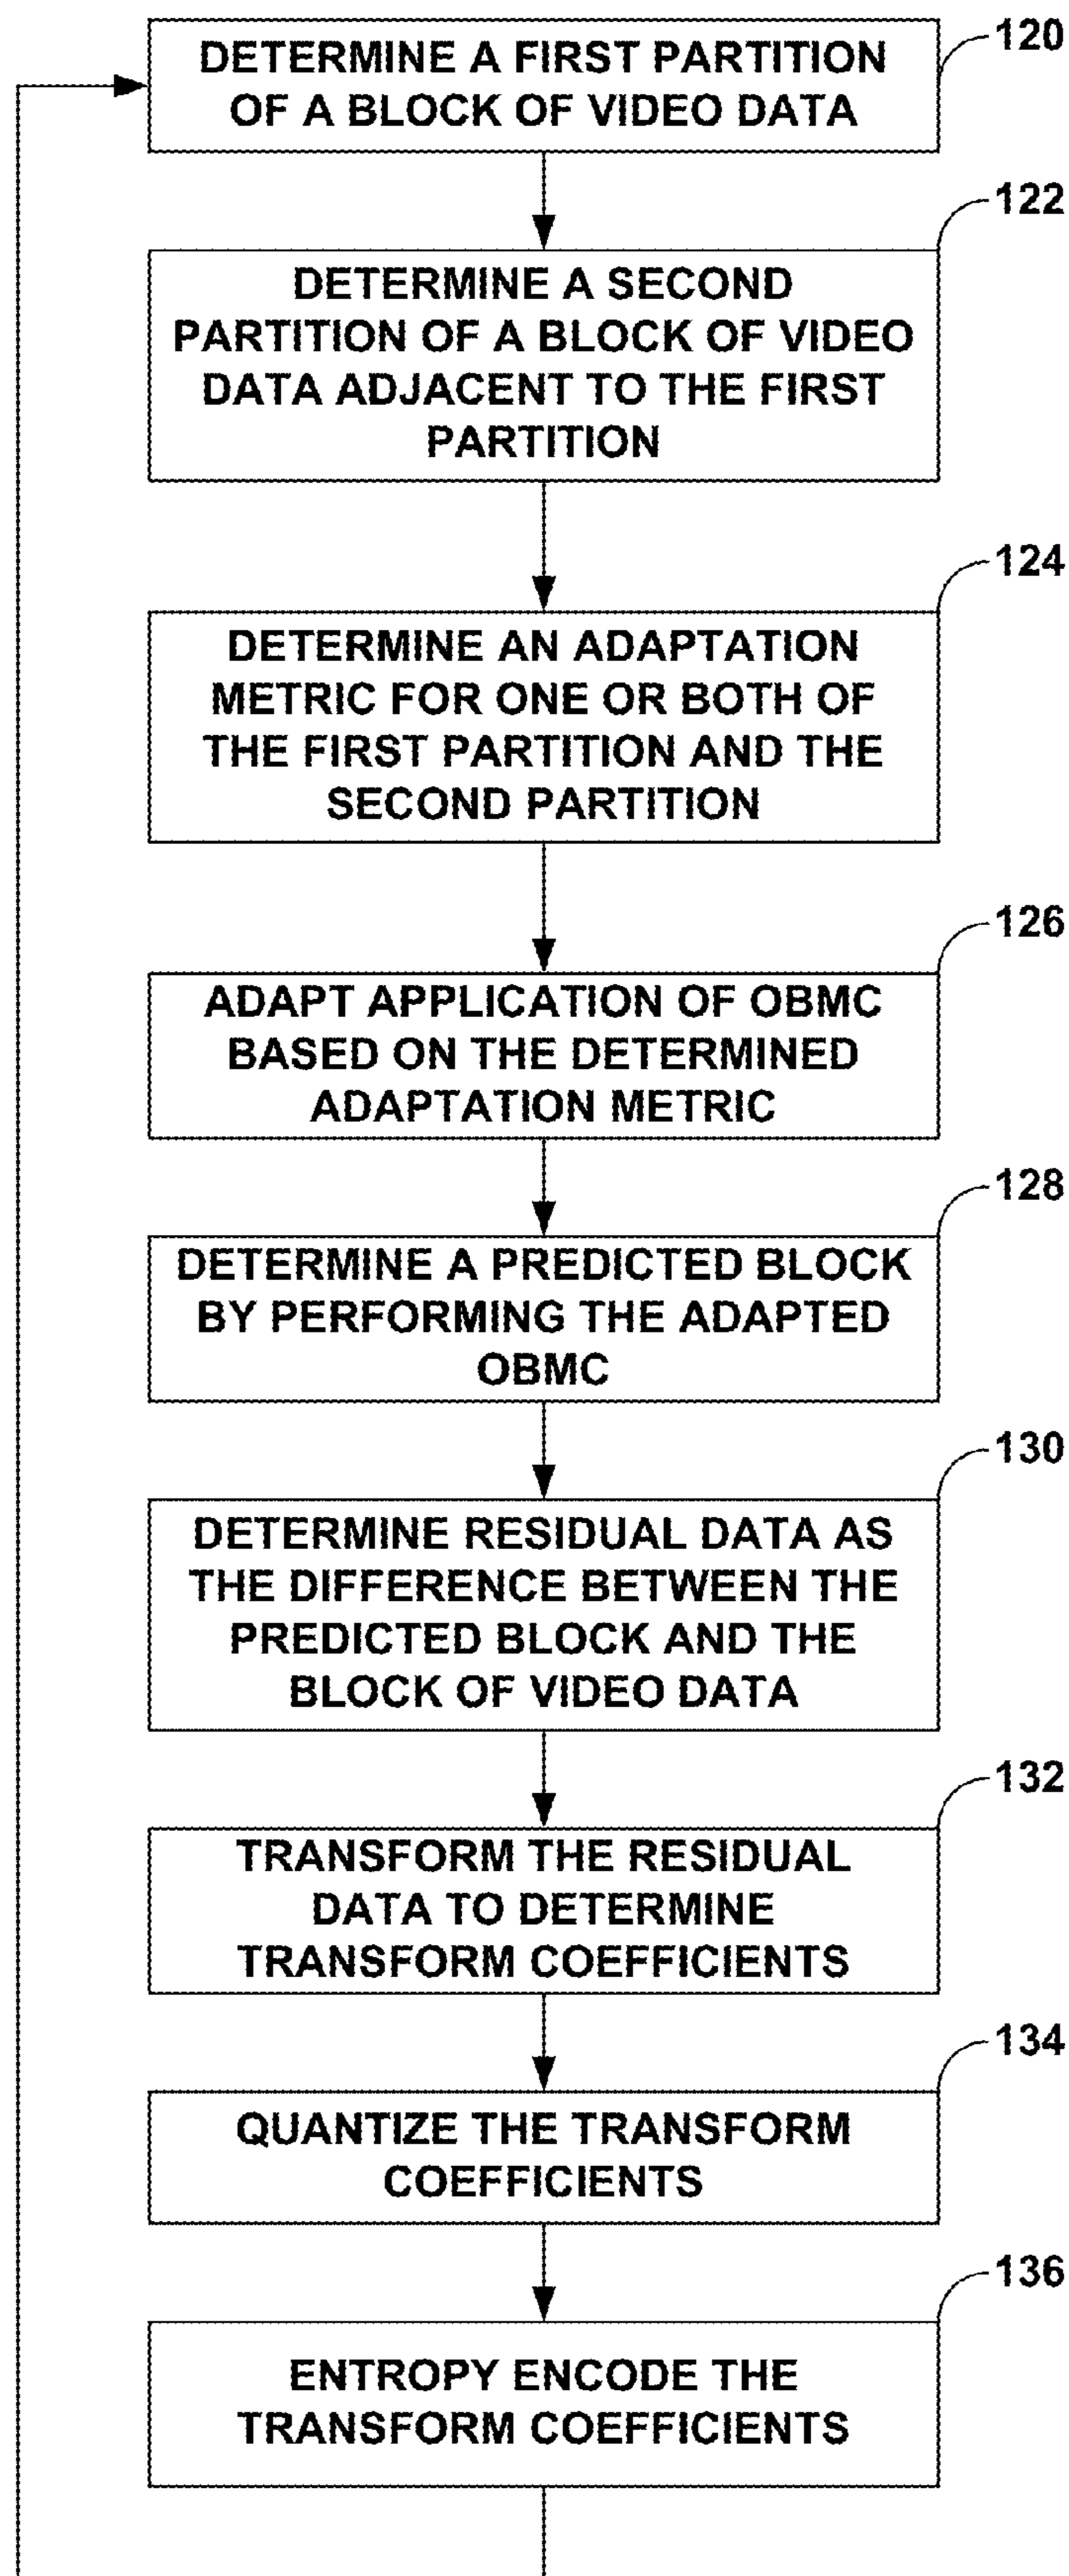 120
DETERMINE A FIRST PARTITION
OF A BLOCK OF VIDEO DATA
122
DETERMINE A SECOND
PARTITION OF A BLOCK OF VIDEO
DATA ADJACENT TO THE FIRST
PARTITION
124
DETERMINE AN ADAPTATION
METRIC FOR ONE OR BOTH OF
THE FIRST PARTITION AND THE
SECOND PARTITION
126
ADAPT APPLICATION OF OBMC
BASED ON THE DETERMINED
ADAPTATION METRIC
128
DETERMINE A PREDICTED BLOCK
BY PERFORMING THE ADAPTED
OBMC
130
DETERMINE RESIDUAL DATA AS
THE DIFFERENCE BETWEEN THE
PREDICTED BLOCK AND THE
BLOCK OF VIDEO DATA
132
TRANSFORM THE RESIDUAL
DATA TO DETERMINE
TRANSFORM COEFFICIENTS
134
QUANTIZE THE TRANSFORM
COEFFICIENTS
136
ENTROPY ENCODE THE
TRANSFORM COEFFICIENTS